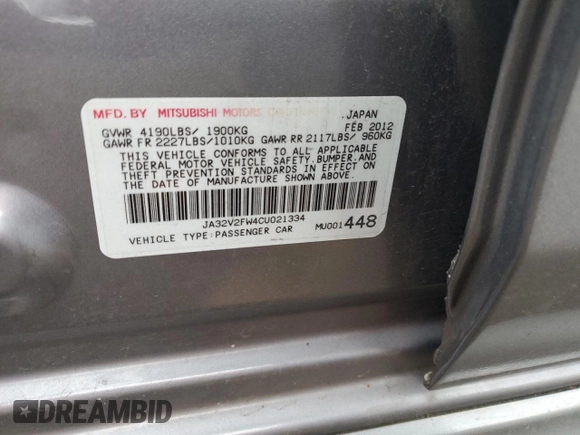 MFD. BY MITSUBISHI MOTORS JAPAN
GVWR 4190LBS/ 1900KG FEB 2012
GAWR FR 2227LBS/1010KG GAWR RR 2117LBS/ 960KG
THIS VEHICLE CONFORMS TO ALL APPLICABLE
FEDERAL MOTOR VEHICLE SAFETY, BUMPER, AND
THEFT PREVENTION STANDARDS IN EFFECT ON
THE DATE OF MANUFACTURE SHOWN ABOVE.
JA32V2FW4CU021334
VEHICLE TYPE:PASSENGER CAR MU001448
DREAMBID